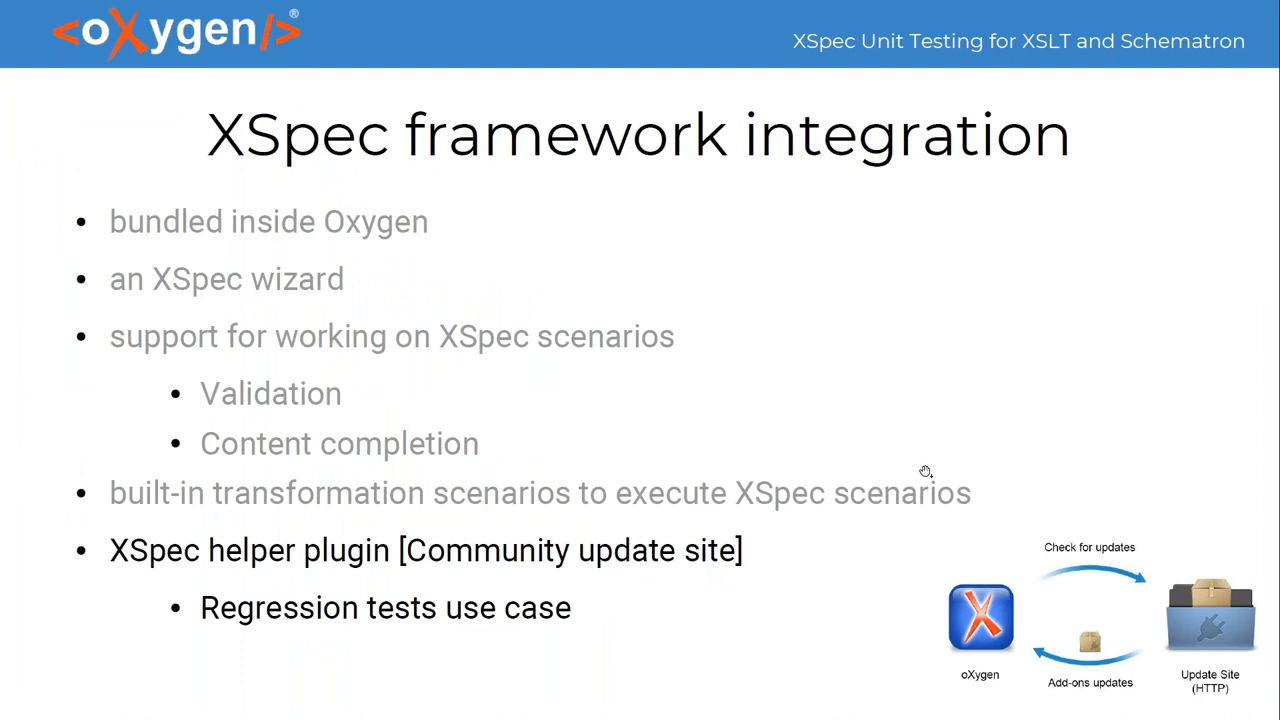 <oXygen/>®
XSpec Unit Testing for XSLT and Schematron
XSpec framework integration
• bundled inside Oxygen
• an XSpec wizard
• support for working on XSpec scenarios
• Validation
• Content completion
• built-in transformation scenarios to execute XSpec scenarios
• XSpec helper plugin [Community update site]
• Regression tests use case
Check for updates
X
oXygen
Add-ons updates
Update Site
(HTTP)